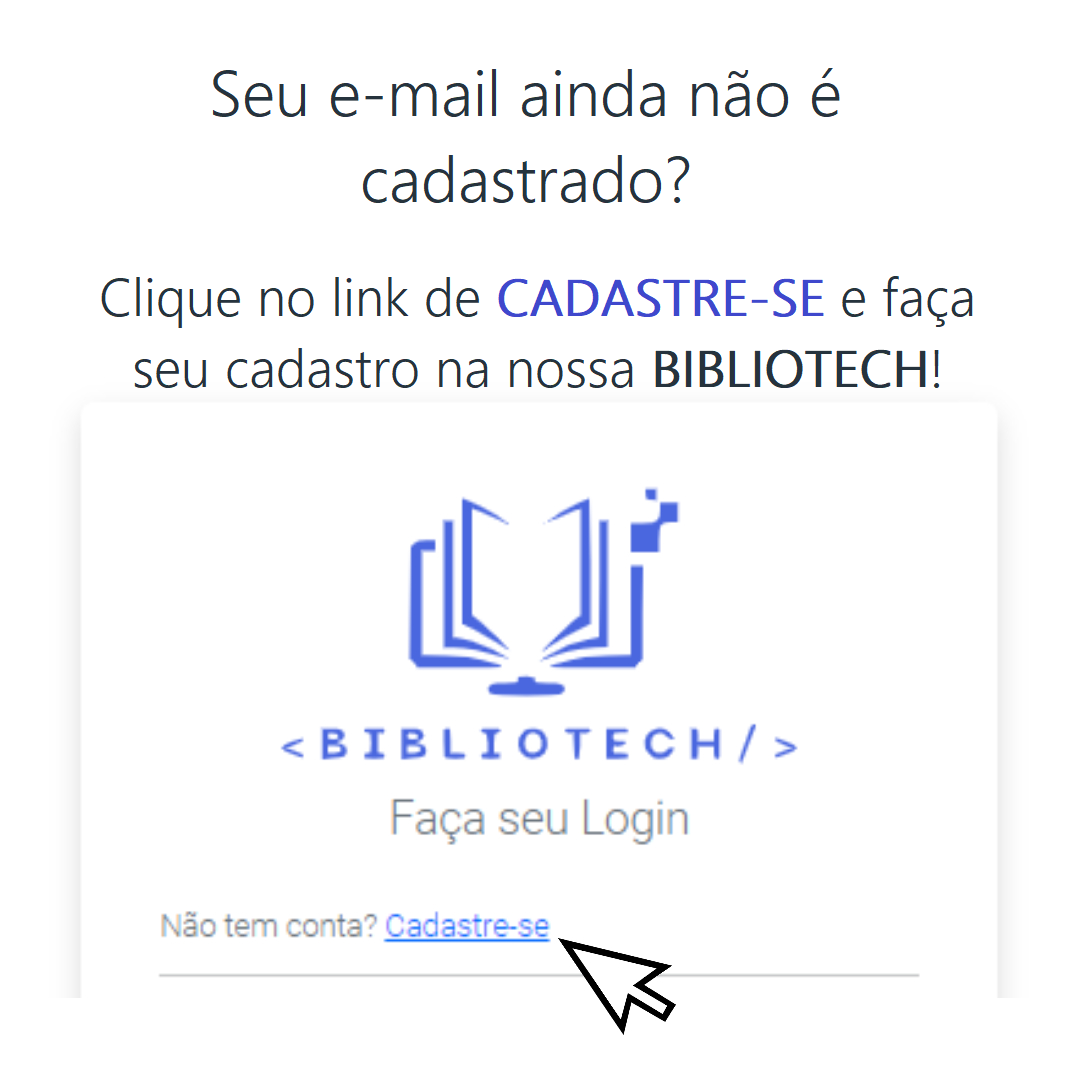 Seu e-mail ainda não é
cadastrado?
Clique no link de CADASTRE-SE e faça
seu cadastro na nossa BIBLIOTECH!
<BIBLIOTECH/>
Faça seu Login
Não tem conta? Cadastre-se